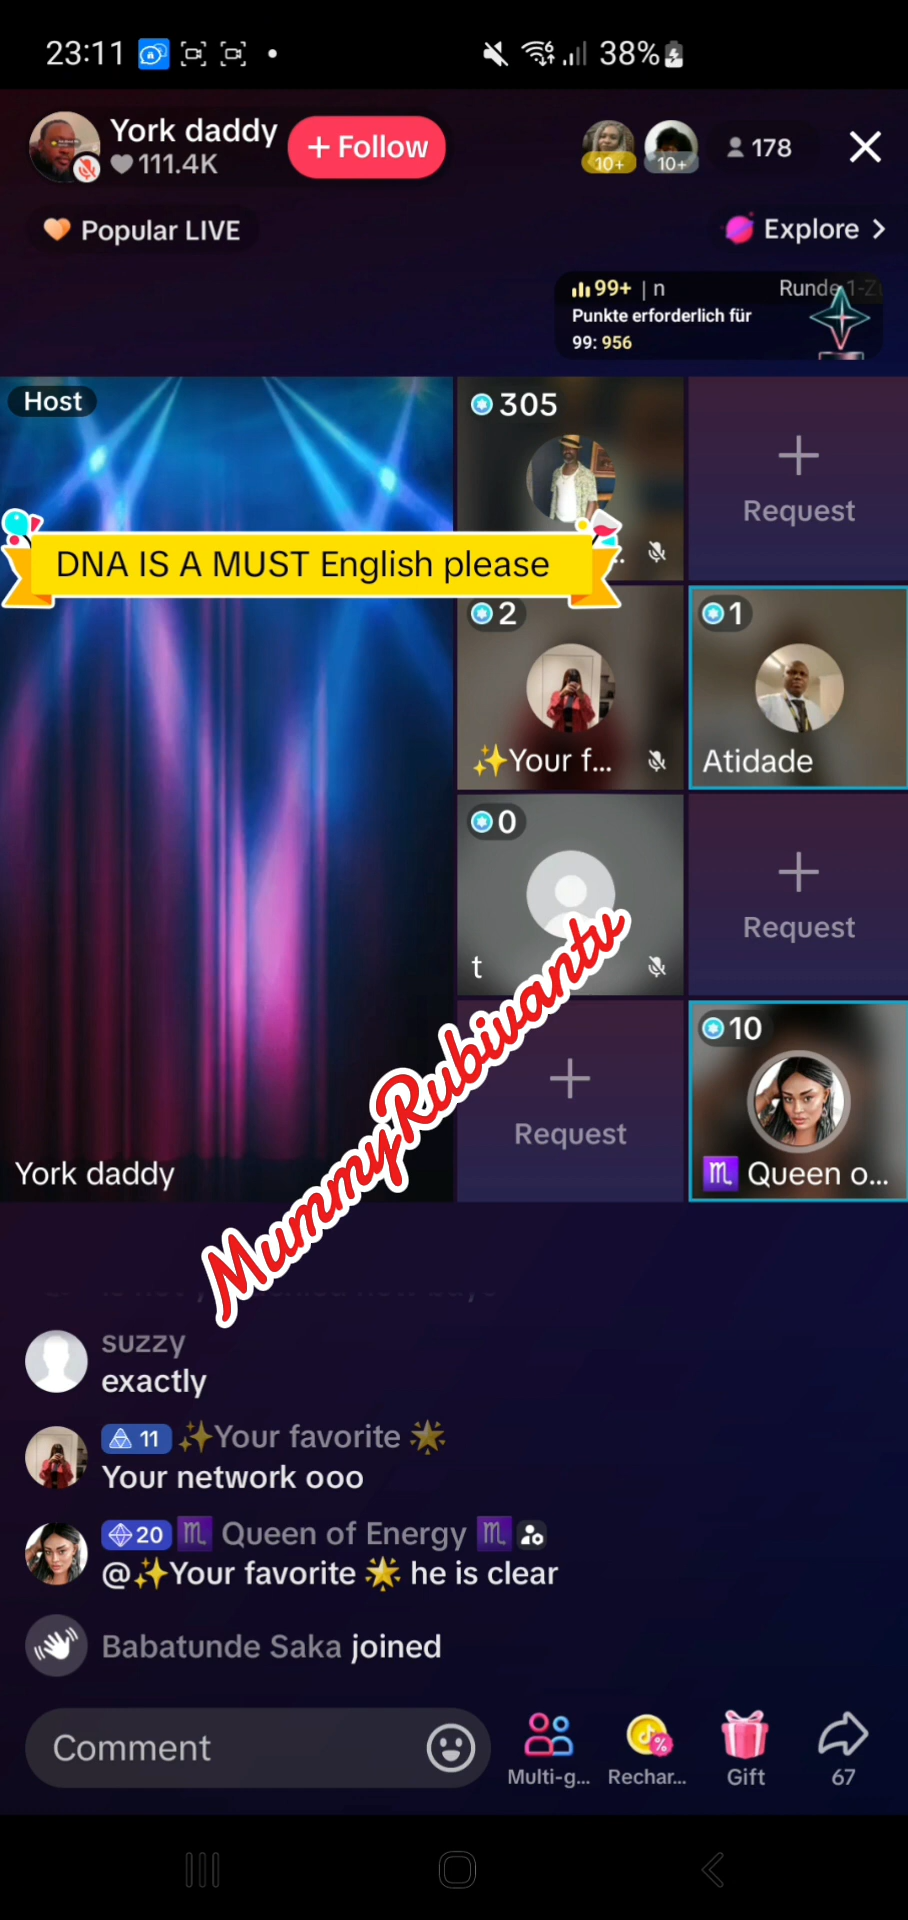 23:11
38%
York daddy
111.4K
+ Follow
10+
10+
178
Popular LIVE
Explore >
99+ | n
Runde 1-Z
Punkte erforderlich für
99: 956
Host
305
Request
DNA IS A MUST English please
2
1
✨Your f...
Atidade
0
Request
t
10
MummyRubivantv
Request
York daddy
♏ Queen o...
suzzy
exactly
11 ✨Your favorite 🌟
Your network ooo
20 ♏ Queen of Energy ♏
@✨Your favorite 🌟 he is clear
Babatunde Saka joined
Comment
Multi-g...
Rechar...
Gift
67